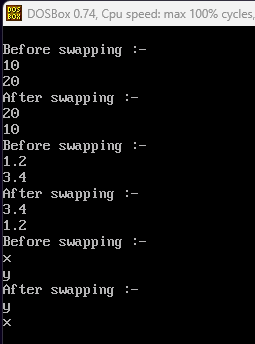 DOSBox 0.74, Cpu speed: max 100% cycles,
Before swapping :-
10
20
After swapping :-
20
10
Before swapping :-
1.2
3.4
After swapping :-
3.4
1.2
Before swapping :-
x
y
After swapping :-
y
x